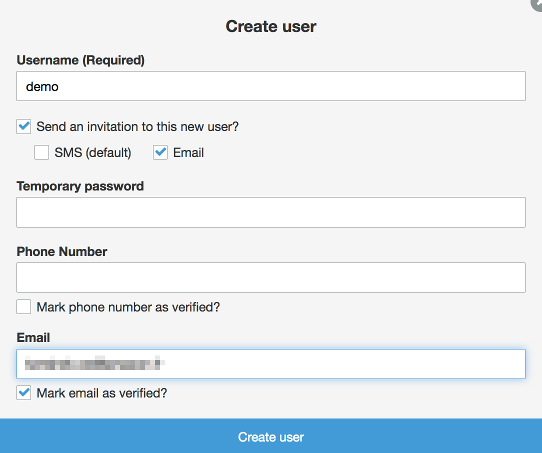 Create user
Username (Required)
demo
Send an invitation to this new user?
SMS (default) Email
Temporary password
Phone Number
Mark phone number as verified?
Email
Mark email as verified?
Create user